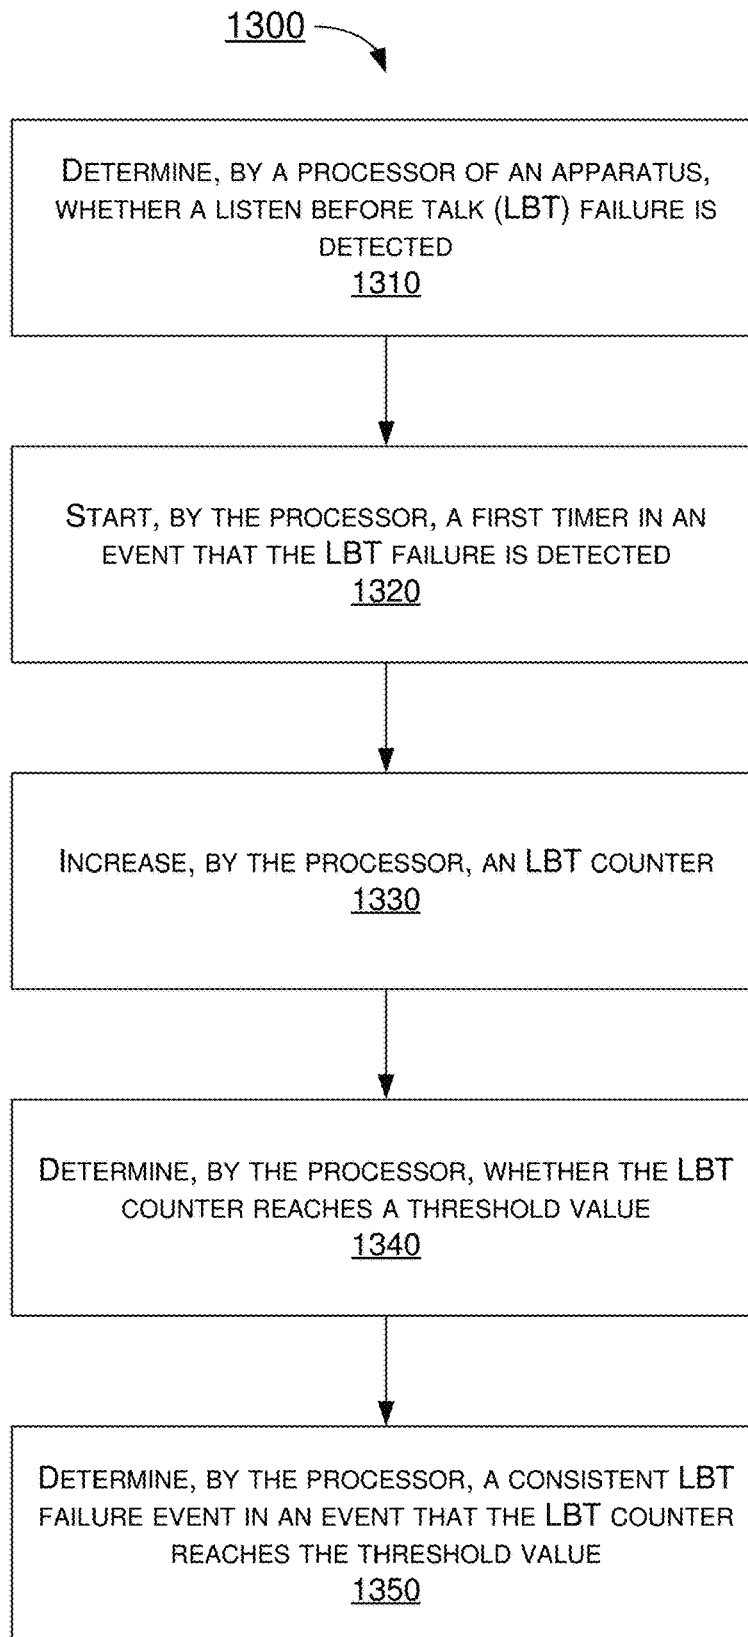 1300
DETERMINE, BY A PROCESSOR OF AN APPARATUS,
WHETHER A LISTEN BEFORE TALK (LBT) FAILURE IS
DETECTED
1310
START, BY THE PROCESSOR, A FIRST TIMER IN AN
EVENT THAT THE LBT FAILURE IS DETECTED
1320
INCREASE, BY THE PROCESSOR, AN LBT COUNTER
1330
DETERMINE, BY THE PROCESSOR, WHETHER THE LBT
COUNTER REACHES A THRESHOLD VALUE
1340
DETERMINE, BY THE PROCESSOR, A CONSISTENT LBT
FAILURE EVENT IN AN EVENT THAT THE LBT COUNTER
REACHES THE THRESHOLD VALUE
1350